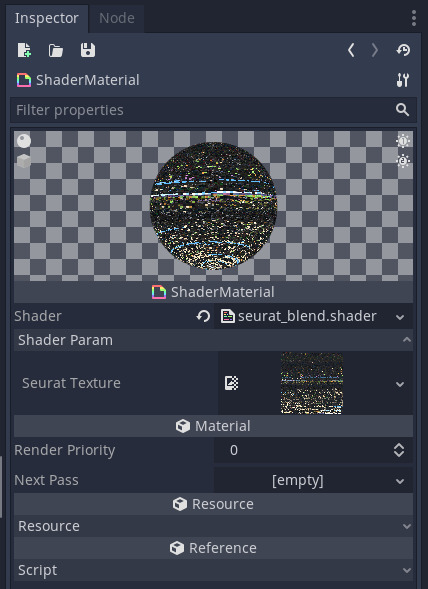 Inspector Node
ShaderMaterial
Filter properties
ShaderMaterial
Shader seurat_blend.shader
Shader Param
Seurat Texture
Material
Render Priority 0
Next Pass [empty]
Resource
Resource
Reference
Script